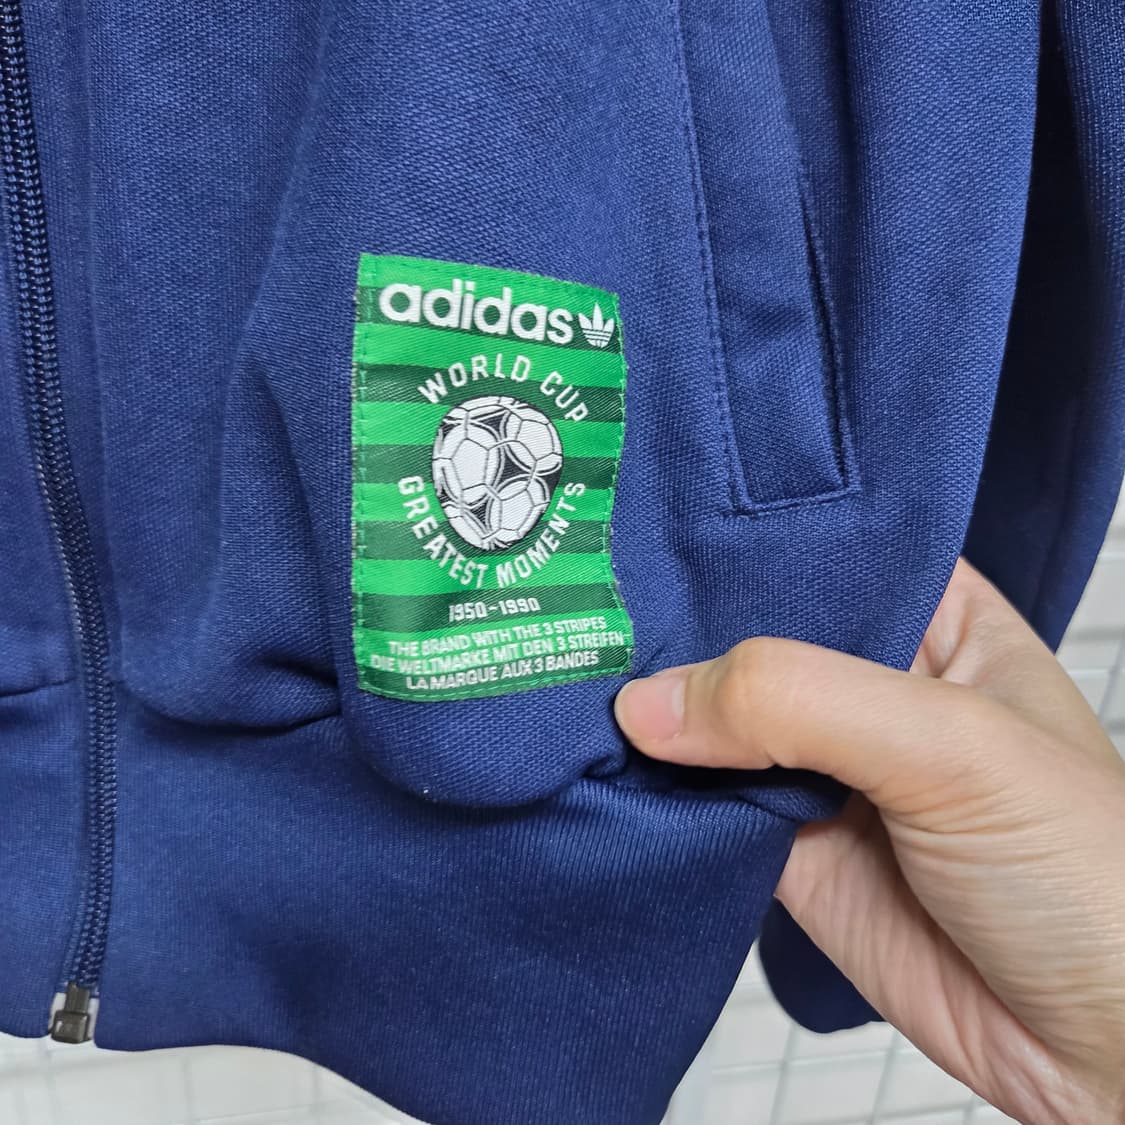 adidas
WORLD CUP
GREATEST MOMENTS
1950-1990
THE BRAND WITH THE 3 STRIPES
DIE WELTMARKE MIT DEN 3 STREIFEN
LA MARQUE AUX 3 BANDES